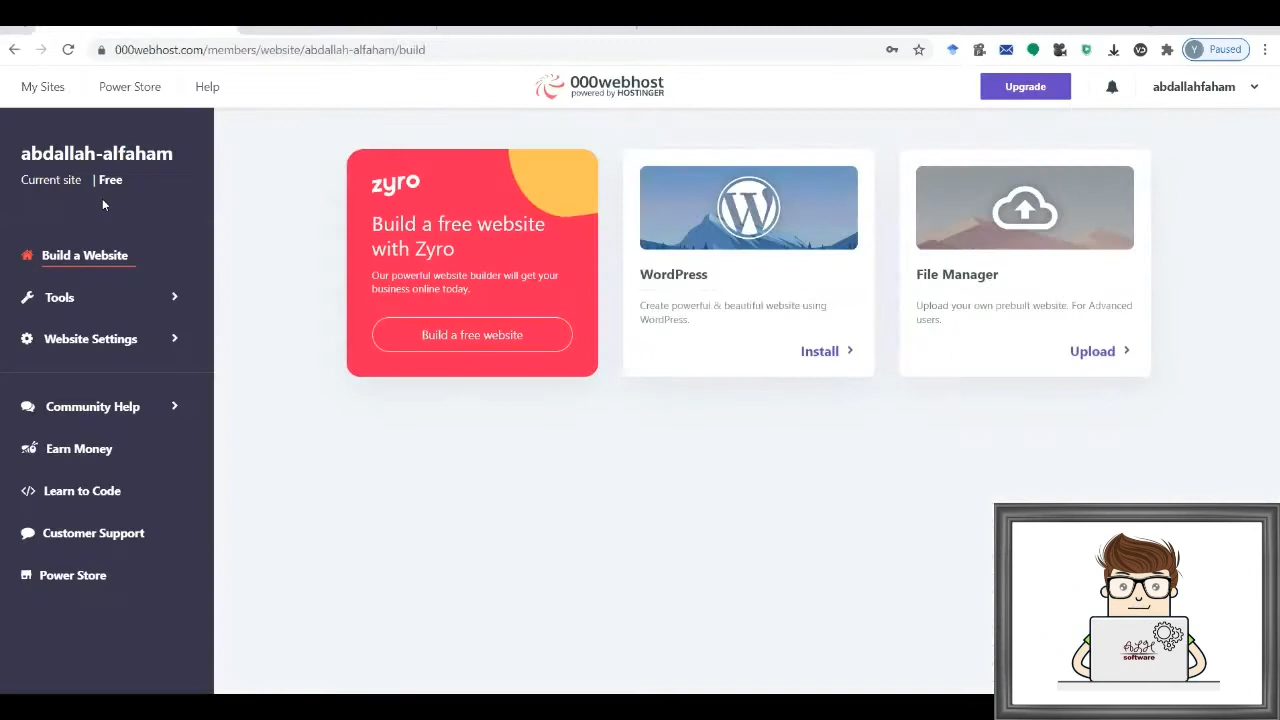 000webhost.com/members/website/abdallah-alfaham/build
Y Paused
My Sites
Power Store
Help
000webhost
powered by HOSTINGER
Upgrade
abdallahfaham
abdallah-alfaham
Current site | Free
Build a Website
Tools
Website Settings
Community Help
Earn Money
Learn to Code
Customer Support
Power Store
zyro
Build a free website
with Zyro
Our powerful website builder will get your
business online today.
Build a free website
WordPress
Create powerful & beautiful website using
WordPress.
Install
File Manager
Upload your own prebuilt website. For Advanced
users.
Upload
software